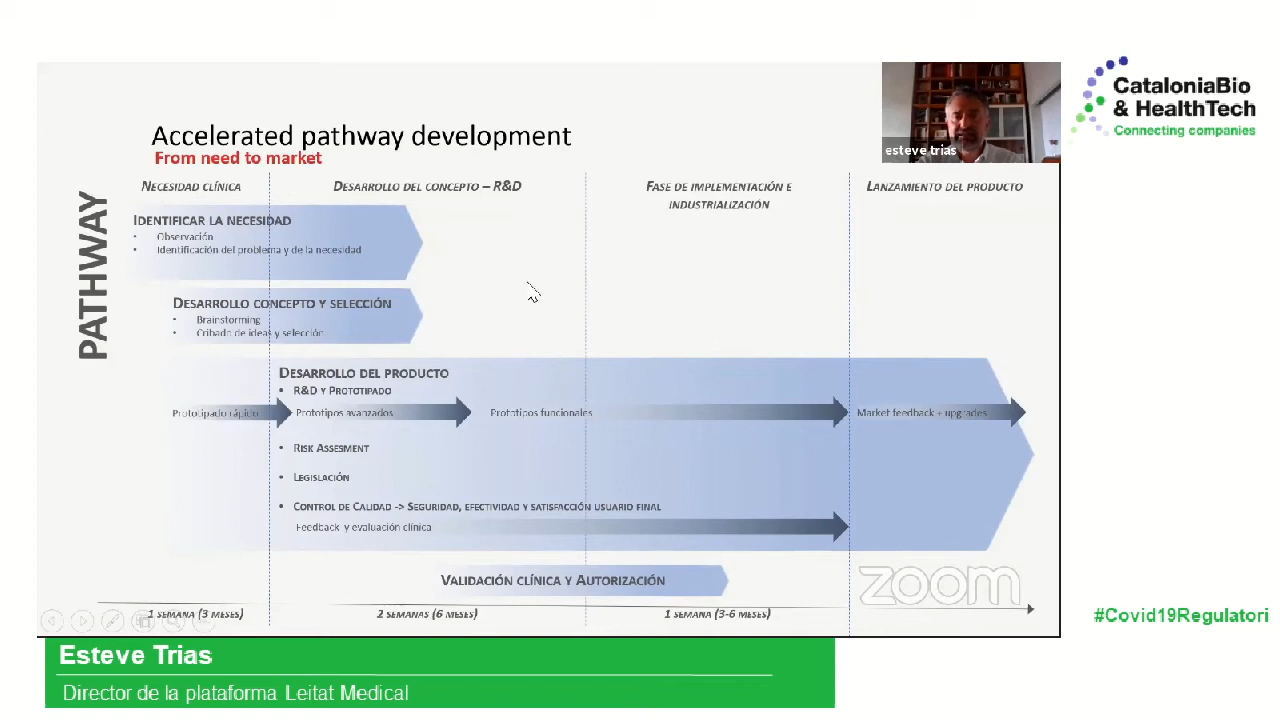 CataloniaBio
& HealthTech
Connecting companies
esteve trias
Accelerated pathway development
From need to market
PATHWAY
NECESIDAD CLÍNICA
DESARROLLO DEL CONCEPTO – R&D
FASE DE IMPLEMENTACIÓN E
INDUSTRIALIZACIÓN
LANZAMIENTO DEL PRODUCTO
IDENTIFICAR LA NECESIDAD
• Observación
• Identificación del problema y de la necesidad
DESARROLLO CONCEPTO Y SELECCIÓN
• Brainstorming
• Cribado de ideas y selección
DESARROLLO DEL PRODUCTO
• R&D Y PROTOTIPADO
Prototipado rápido
Prototipos avanzados
Prototipos funcionales
Market feedback + upgrades
• RISK ASSESMENT
• LEGISLACIÓN
• CONTROL DE CALIDAD -> SEGURIDAD, EFECTIVIDAD Y SATISFACCIÓN USUARIO FINAL
Feedback y evaluación clínica
VALIDACIÓN CLÍNICA Y AUTORIZACIÓN
zoom
1 SEMANA (3 MESES)
2 SEMANAS (6 MESES)
1 SEMANA (3-6 MESES)
#Covid19Regulatori
Esteve Trias
Director de la plataforma Leitat Medical